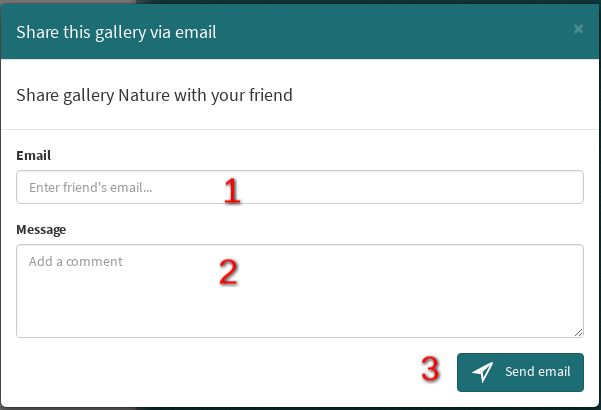 Share this gallery via email ×
Share gallery Nature with your friend
Email
Enter friend's email... 1
Message
Add a comment 2
3 Send email